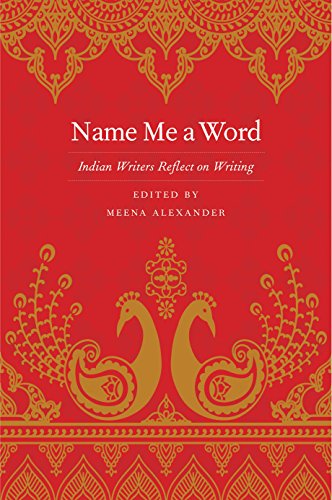 Name Me a Word
Indian Writers Reflect on Writing
EDITED BY
MEENA ALEXANDER